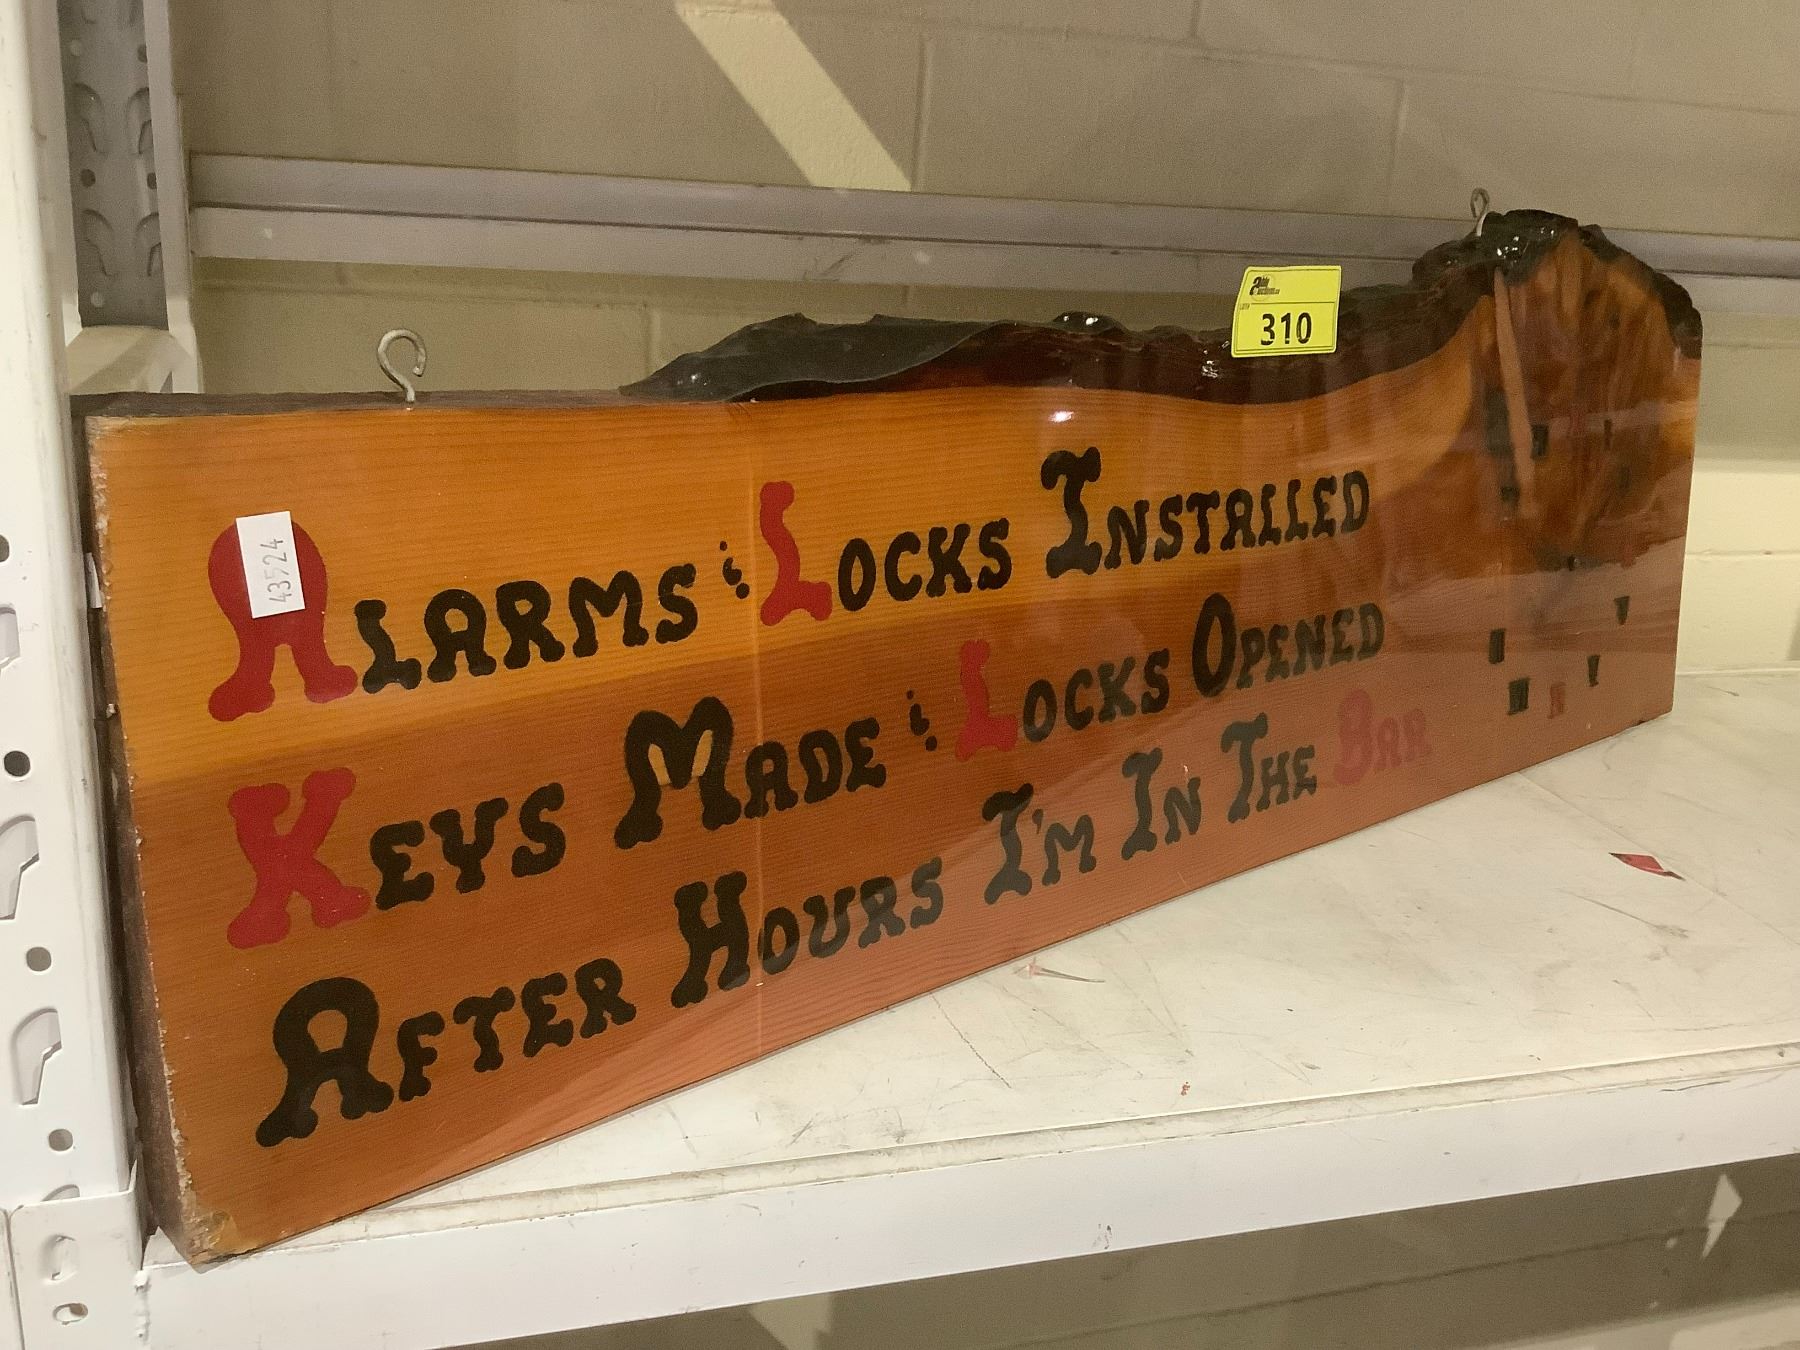 310
43524
Alarms & Locks Installed
Keys Made & Locks Opened
After Hours I'm In The Bar